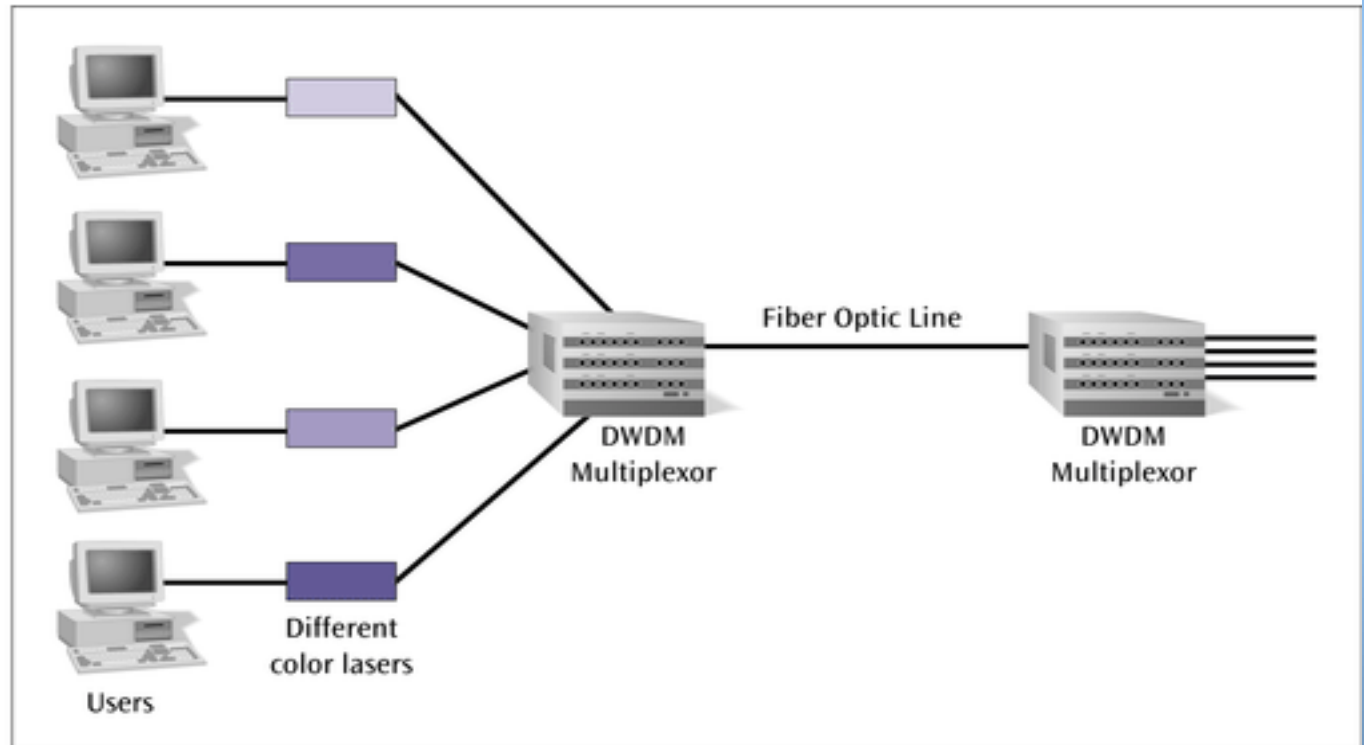 Fiber Optic Line
DWDM
Multiplexor
DWDM
Multiplexor
Different
color lasers
Users